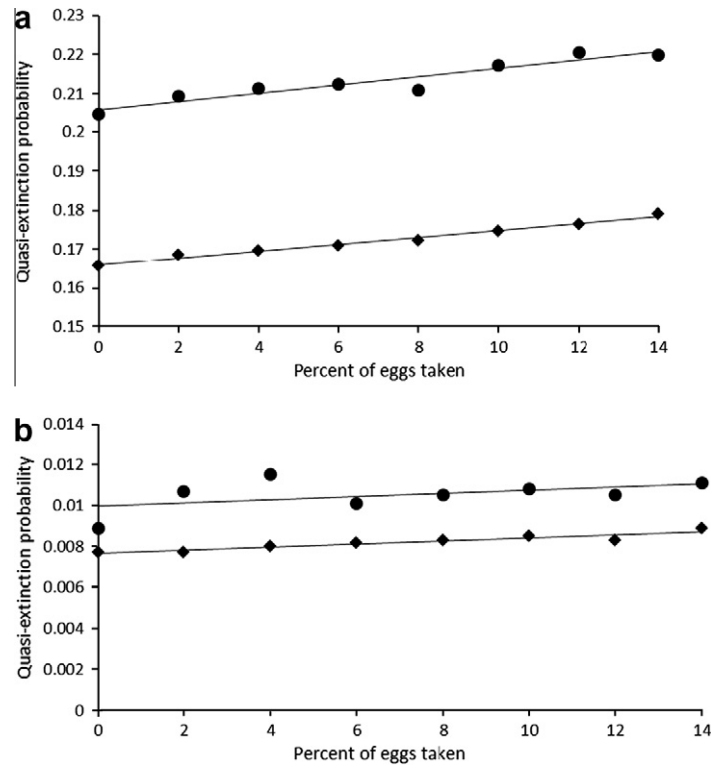 a
Quasi-extinction probability
0.23
0.22
0.21
0.2
0.19
0.18
0.17
0.16
0.15
0 2 4 6 8 10 12 14
Percent of eggs taken
b
Quasi-extinction probability
0.014
0.012
0.01
0.008
0.006
0.004
0.002
0
0 2 4 6 8 10 12 14
Percent of eggs taken